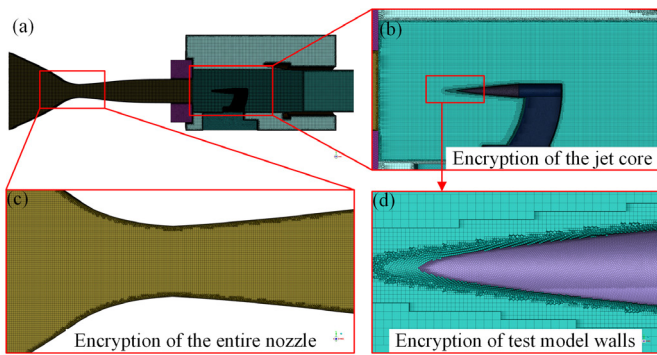 (a)
(b)
Encryption of the jet core
(c)
Encryption of the entire nozzle
(d)
Encryption of test model walls